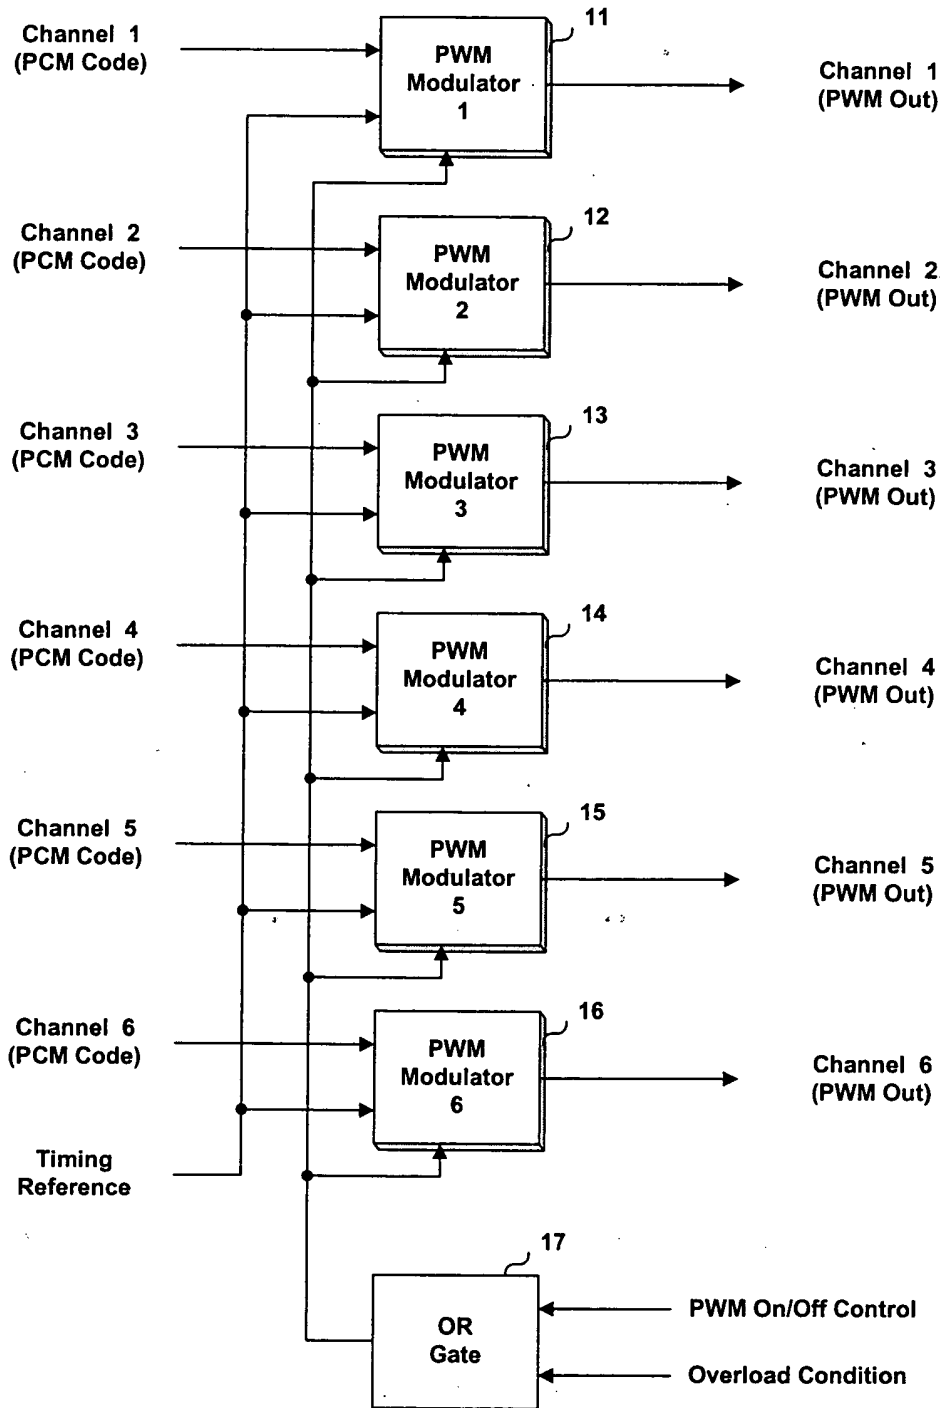 Channel 1
(PCM Code)
PWM
Modulator
1
11
Channel 1
(PWM Out)
Channel 2
(PCM Code)
PWM
Modulator
2
12
Channel 2
(PWM Out)
Channel 3
(PCM Code)
PWM
Modulator
3
13
Channel 3
(PWM Out)
Channel 4
(PCM Code)
PWM
Modulator
4
14
Channel 4
(PWM Out)
Channel 5
(PCM Code)
PWM
Modulator
5
15
Channel 5
(PWM Out)
Channel 6
(PCM Code)
PWM
Modulator
6
16
Channel 6
(PWM Out)
Timing
Reference
17
OR
Gate
PWM On/Off Control
Overload Condition